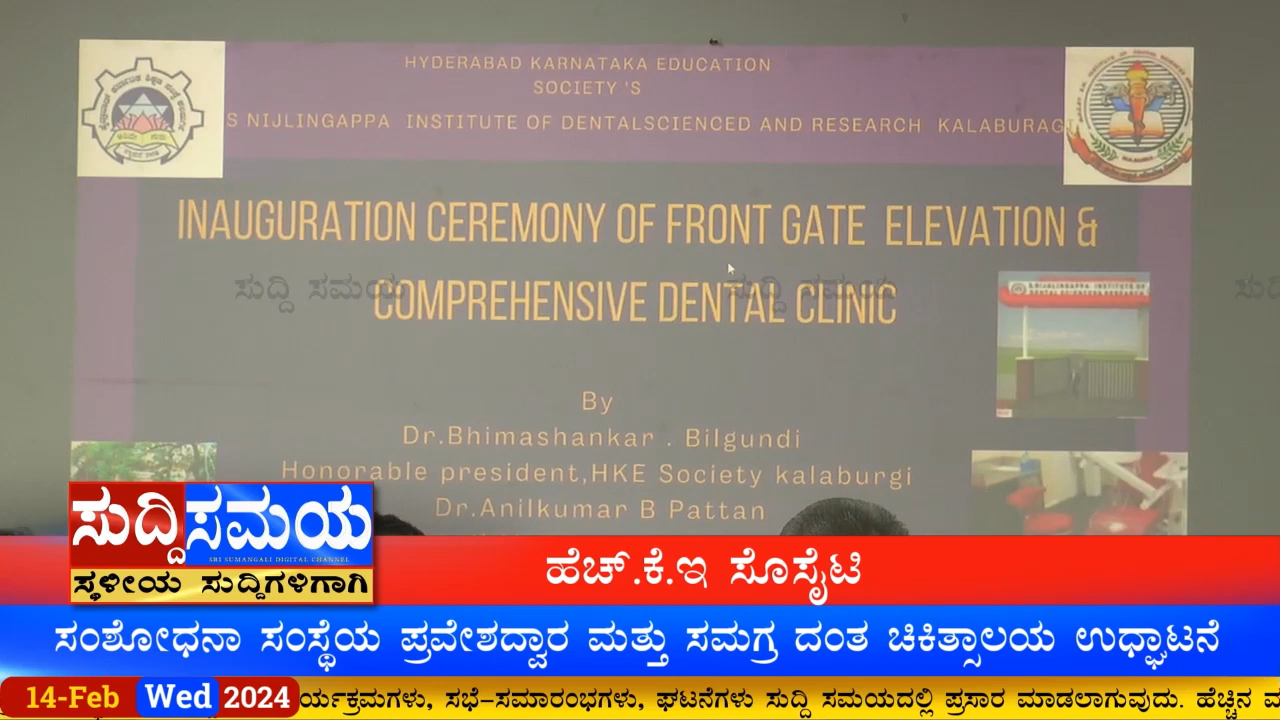 HYDERABAD KARNATAKA EDUCATION
SOCIETY 'S
S NIJLINGAPPA INSTITUTE OF DENTALSCIENCED AND RESEARCH KALABURAGI
INAUGURATION CEREMONY OF FRONT GATE ELEVATION &
COMPREHENSIVE DENTAL CLINIC
ಸುದ್ದಿ ಸಮಯ ಸುದ್ದಿ ಸಮಯ ಸುದ್ದಿ
By
Dr.Bhimashankar . Bilgundi
Honorable president,HKE Society kalaburgi
Dr.Anilkumar B Pattan
ಸುದ್ದಿ ಸಮಯ
SRI SUMANGALI DIGITAL CHANNEL
ಸ್ಥಳೀಯ ಸುದ್ದಿಗಳಿಗಾಗಿ
ಹೆಚ್.ಕೆ.ಇ ಸೊಸೈಟಿ
ಸಂಶೋಧನಾ ಸಂಸ್ಥೆಯ ಪ್ರವೇಶದ್ವಾರ ಮತ್ತು ಸಮಗ್ರ ದಂತ ಚಿಕಿತ್ಸಾಲಯ ಉಧ್ಘಾಟನೆ
14-Feb Wed 2024 ರ್ಯಕ್ರಮಗಳು, ಸಭೆ-ಸಮಾರಂಭಗಳು, ಘಟನೆಗಳು ಸುದ್ದಿ ಸಮಯದಲ್ಲಿ ಪ್ರಸಾರ ಮಾಡಲಾಗುವುದು. ಹೆಚ್ಚಿನ